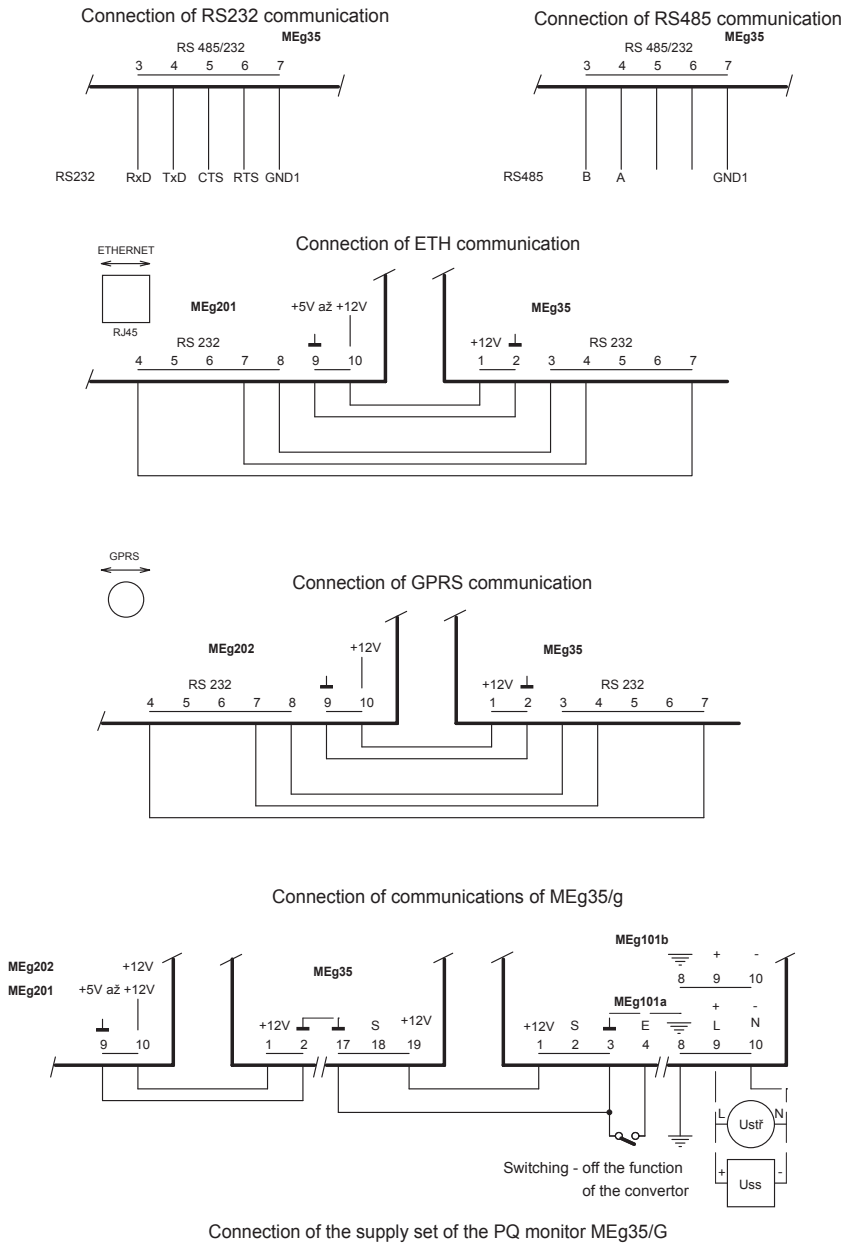 Connection of RS232 communication
MEg35
RS 485/232
3 4 5 6 7
RS232 RxD TxD CTS RTS GND1
Connection of RS485 communication
MEg35
RS 485/232
3 4 5 6 7
RS485 B A GND1
Connection of ETH communication
ETHERNET
RJ45
MEg201
+5V až +12V
RS 232
4 5 6 7 8 9 10
MEg35
+12V
RS 232
1 2 3 4 5 6 7
Connection of GPRS communication
GPRS
MEg202
+12V
RS 232
4 5 6 7 8 9 10
MEg35
+12V
RS 232
1 2 3 4 5 6 7
Connection of communications of MEg35/g
MEg202 +12V
MEg201 +5V až +12V
9 10
MEg35
+12V S +12V
1 2 17 18 19
MEg101b
+ -
8 9 10
MEg101a
+ -
+12V S E L N
1 2 3 4 8 9 10
L Ustř N
+ Uss -
Switching - off the function
of the convertor
Connection of the supply set of the PQ monitor MEg35/G